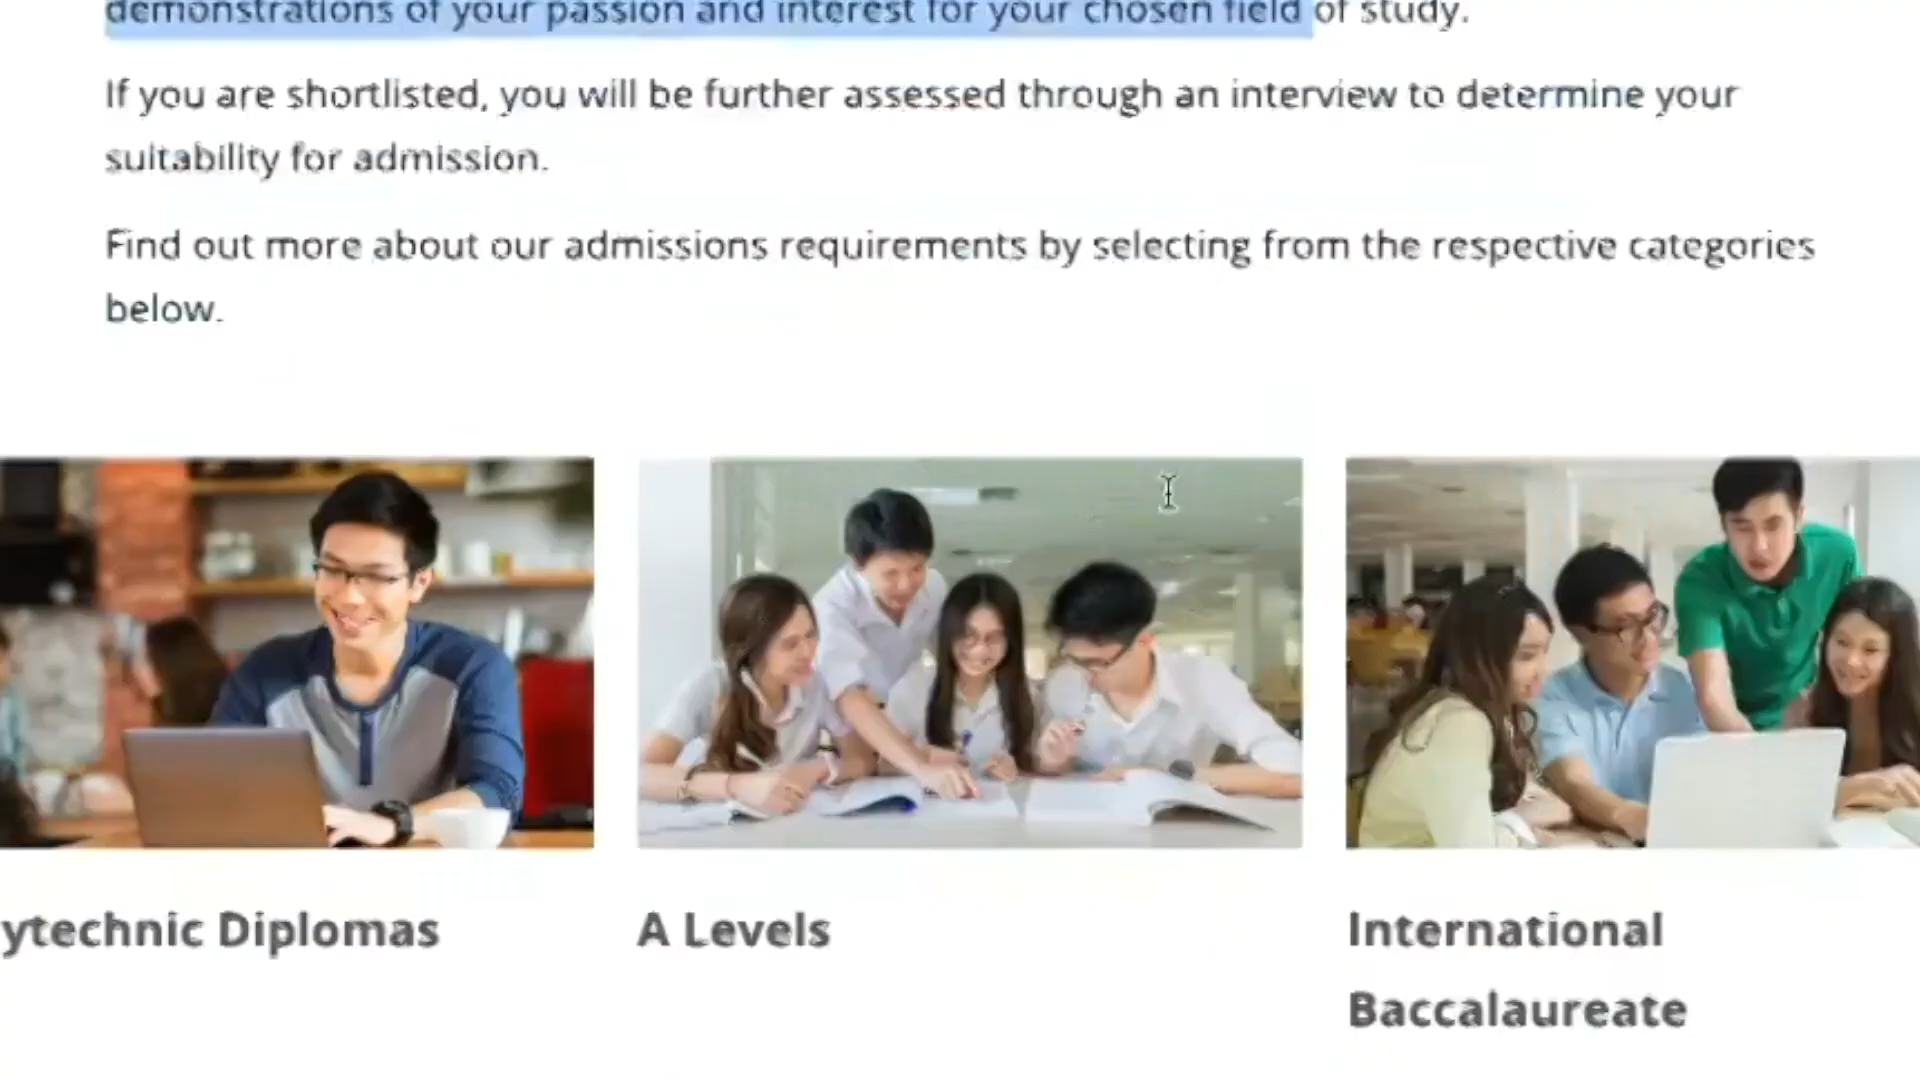 demonstrations of your passion and interest for your chosen field of study.
If you are shortlisted, you will be further assessed through an interview to determine your
suitability for admission.
Find out more about our admissions requirements by selecting from the respective categories
below.
ytechnic Diplomas
A Levels
International
Baccalaureate